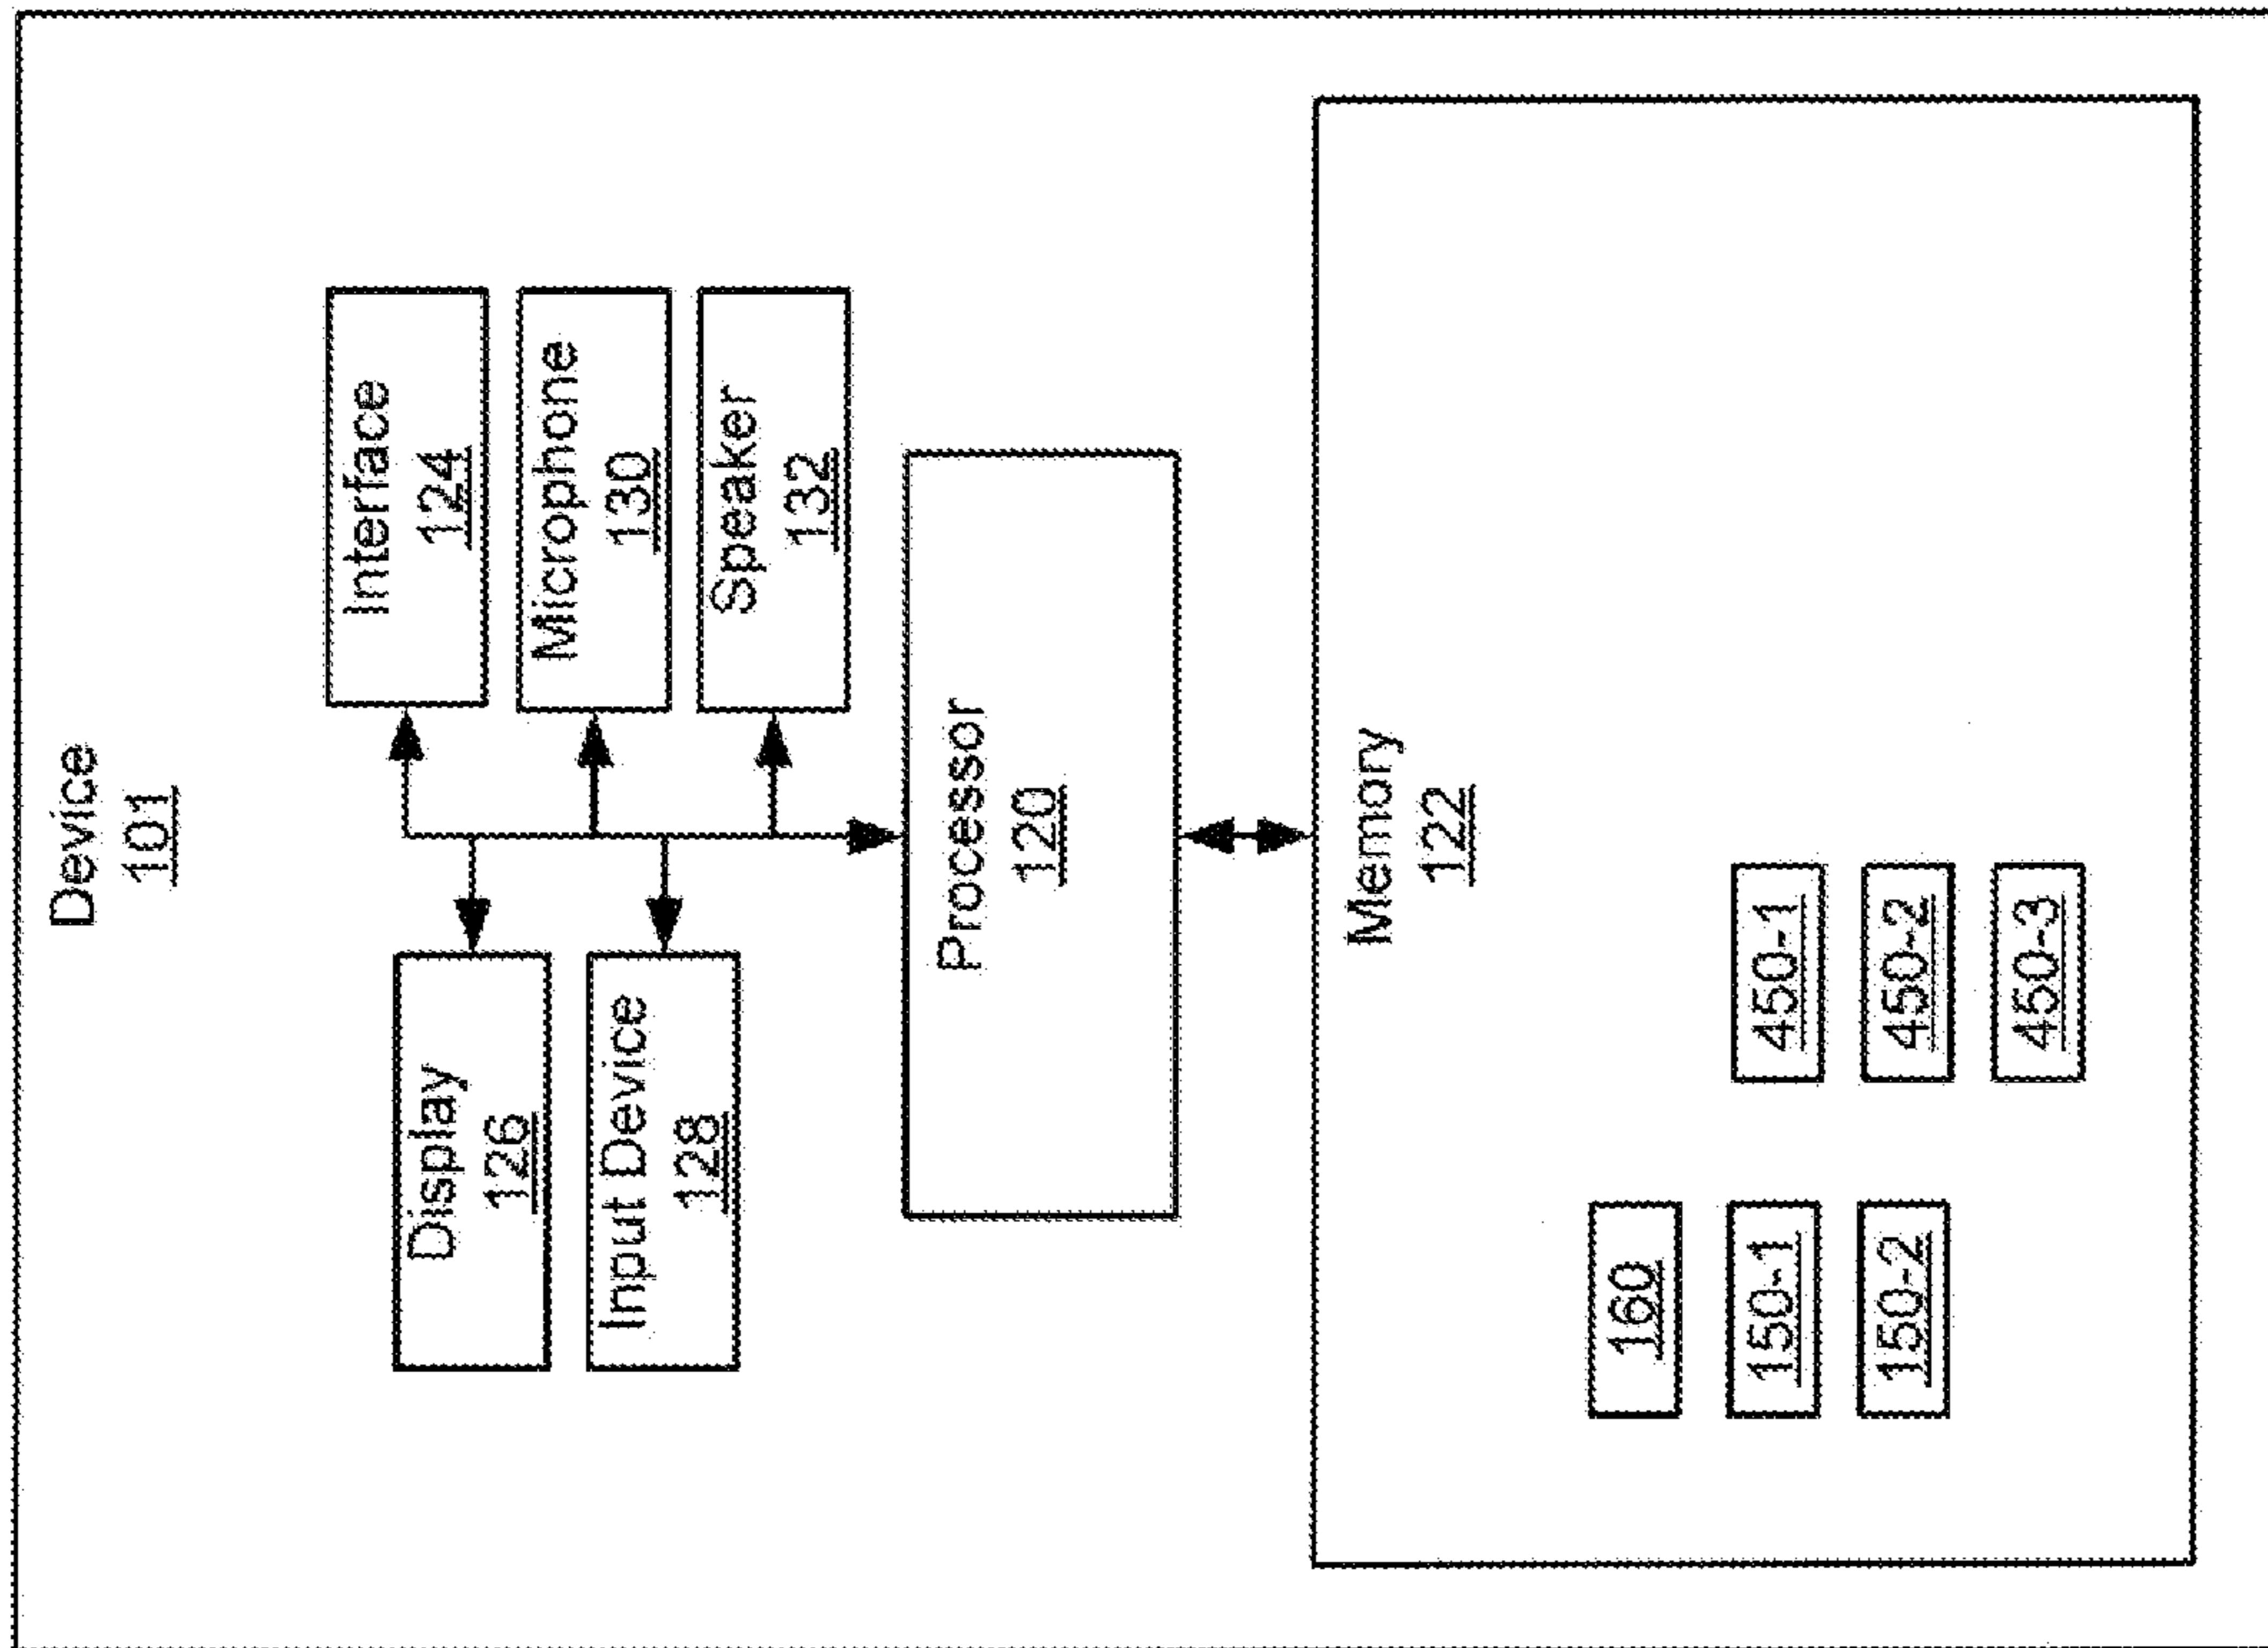 Device
101
Display
126
Interface
124
Input Device
128
Microphone
130
Speaker
132
Processor
120
Memory
122
160
150-1
150-2
450-1
450-2
450-3